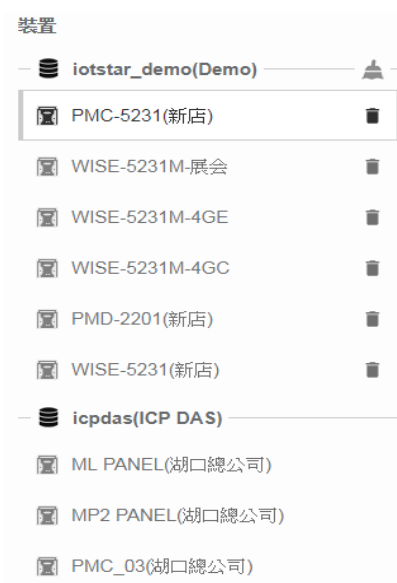 裝置
iotstar_demo(Demo)
PMC-5231(新店)
WISE-5231M-展会
WISE-5231M-4GE
WISE-5231M-4GC
PMD-2201(新店)
WISE-5231(新店)
icpdas(ICP DAS)
ML PANEL(湖口總公司)
MP2 PANEL(湖口總公司)
PMC_03(湖口總公司)